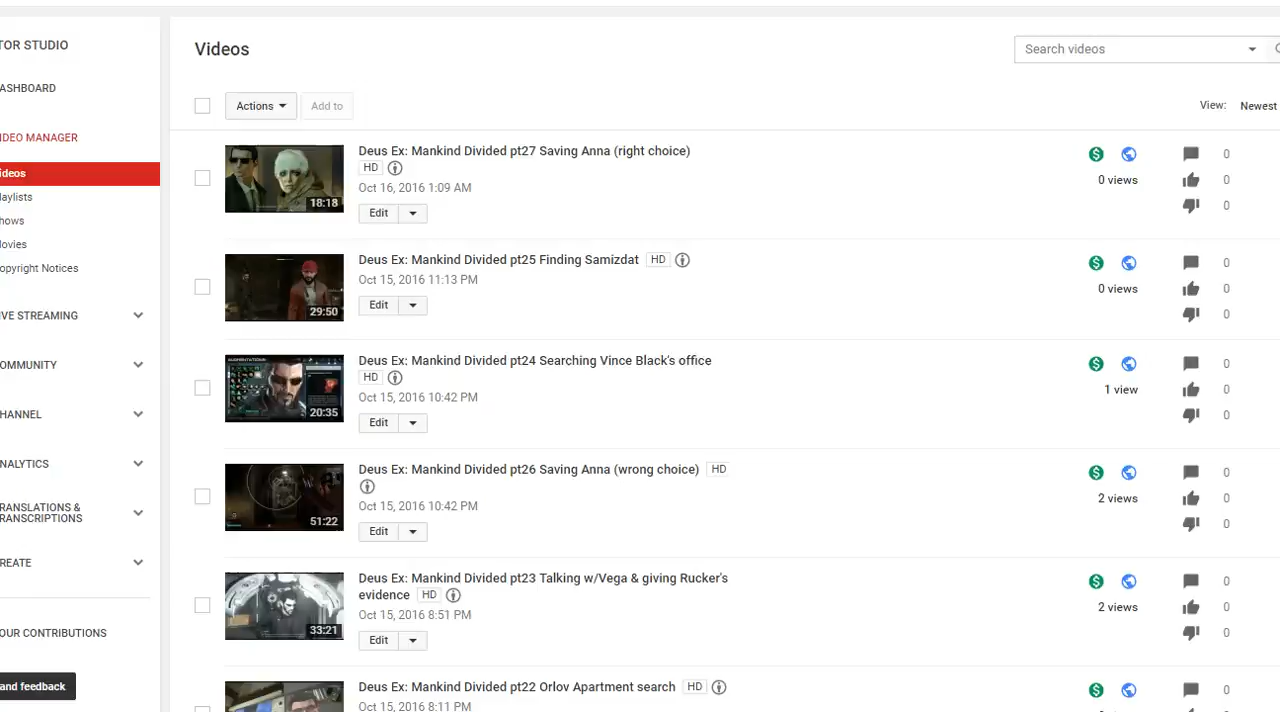 TOR STUDIO
Videos
Search videos
ASHBOARD
Actions
Add to
View: Newest
IDEO MANAGER
ideos
laylists
hows
ovies
opyright Notices
IVE STREAMING
OMMUNITY
HANNEL
NALYTICS
RANSLATIONS &
RANSCRIPTIONS
REATE
OUR CONTRIBUTIONS
and feedback
Deus Ex: Mankind Divided pt27 Saving Anna (right choice)
HD
Oct 16, 2016 1:09 AM
Edit
18:18
0 views
0
0
0
Deus Ex: Mankind Divided pt25 Finding Samizdat HD
Oct 15, 2016 11:13 PM
Edit
29:50
0 views
0
0
0
Deus Ex: Mankind Divided pt24 Searching Vince Black's office
HD
Oct 15, 2016 10:42 PM
Edit
20:35
1 view
0
0
0
Deus Ex: Mankind Divided pt26 Saving Anna (wrong choice) HD
Oct 15, 2016 10:42 PM
Edit
51:22
2 views
0
0
0
Deus Ex: Mankind Divided pt23 Talking w/Vega & giving Rucker's
evidence HD
Oct 15, 2016 8:51 PM
Edit
33:21
2 views
0
0
0
Deus Ex: Mankind Divided pt22 Orlov Apartment search HD
Oct 15, 2016 8:11 PM
0